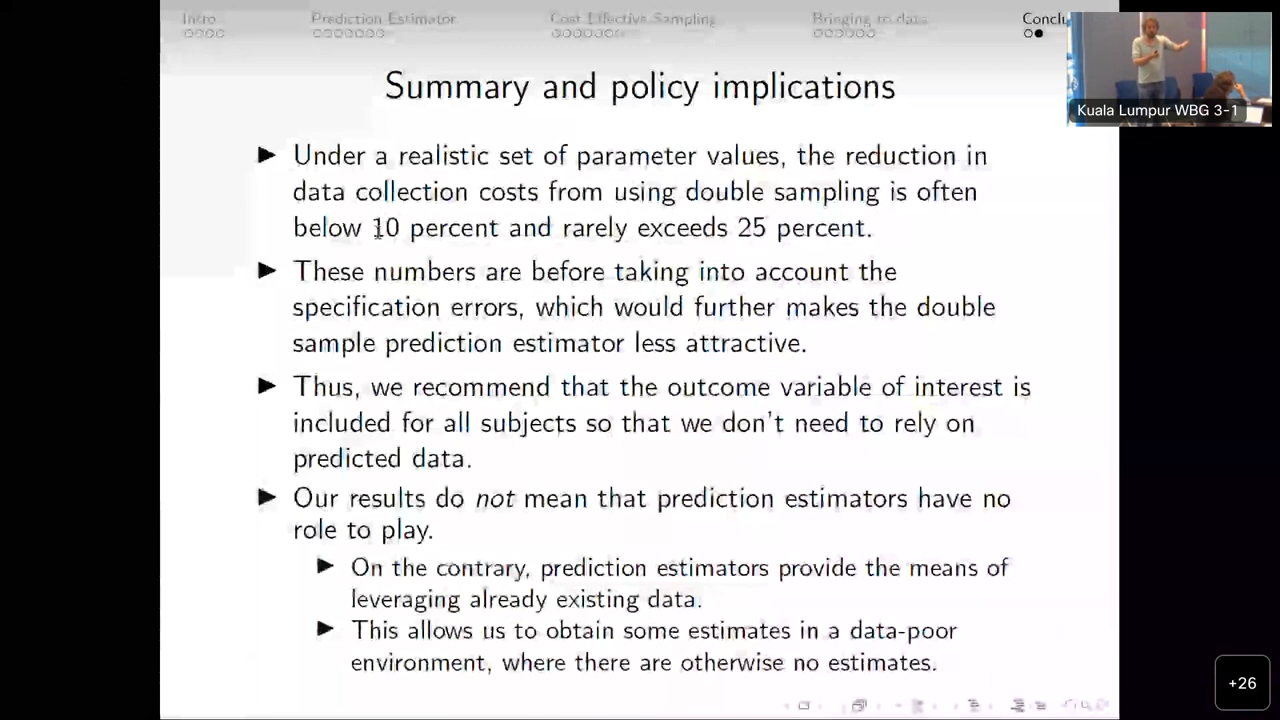 Intro Prediction Estimator Cost Effective Sampling Bringing to data Conclu
Kuala Lumpur WBG 3-1
Summary and policy implications
Under a realistic set of parameter values, the reduction in
data collection costs from using double sampling is often
below 10 percent and rarely exceeds 25 percent.
These numbers are before taking into account the
specification errors, which would further makes the double
sample prediction estimator less attractive.
Thus, we recommend that the outcome variable of interest is
included for all subjects so that we don't need to rely on
predicted data.
Our results do not mean that prediction estimators have no
role to play.
On the contrary, prediction estimators provide the means of
leveraging already existing data.
This allows us to obtain some estimates in a data-poor
environment, where there are otherwise no estimates.
+26